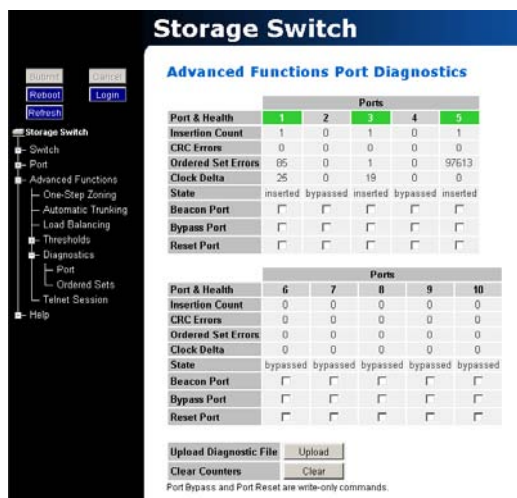 Storage Switch
Submit Cancel
Reboot Login
Refresh
Storage Switch
Switch
Port
Advanced Functions
One-Step Zoning
Automatic Trunking
Load Balancing
Thresholds
Diagnostics
Port
Ordered Sets
Telnet Session
Help
Advanced Functions Port Diagnostics
Ports
Port & Health 1 2 3 4 5
Insertion Count 1 0 1 0 1
CRC Errors 0 0 0 0 0
Ordered Set Errors 85 0 1 0 97613
Clock Delta 25 0 19 0 0
State inserted bypassed inserted bypassed inserted
Beacon Port
Bypass Port
Reset Port
Ports
Port & Health 6 7 8 9 10
Insertion Count 0 0 0 0 0
CRC Errors 0 0 0 0 0
Ordered Set Errors 0 0 0 0 0
Clock Delta 0 0 0 0 0
State bypassed bypassed bypassed bypassed bypassed
Beacon Port
Bypass Port
Reset Port
Upload Diagnostic File Upload
Clear Counters Clear
Port Bypass and Port Reset are write-only commands.